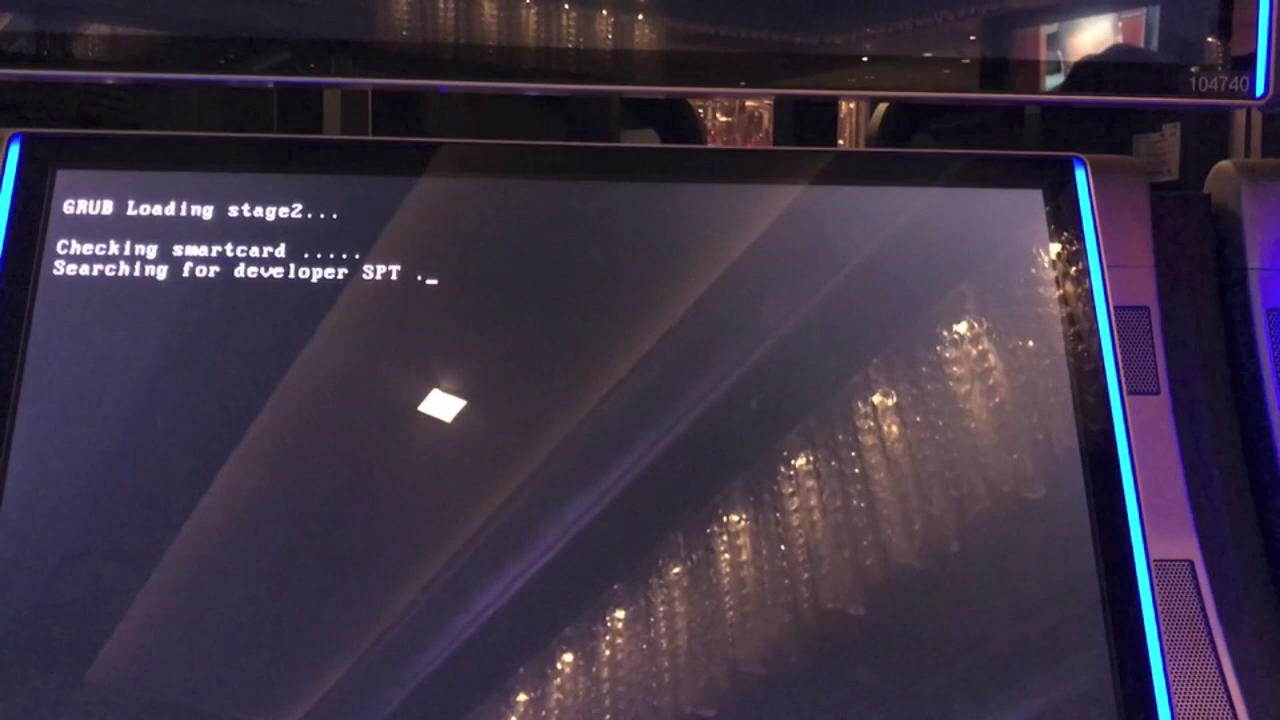 104740
GRUB Loading stage2...
Checking smartcard .....
Searching for developer SPT ._